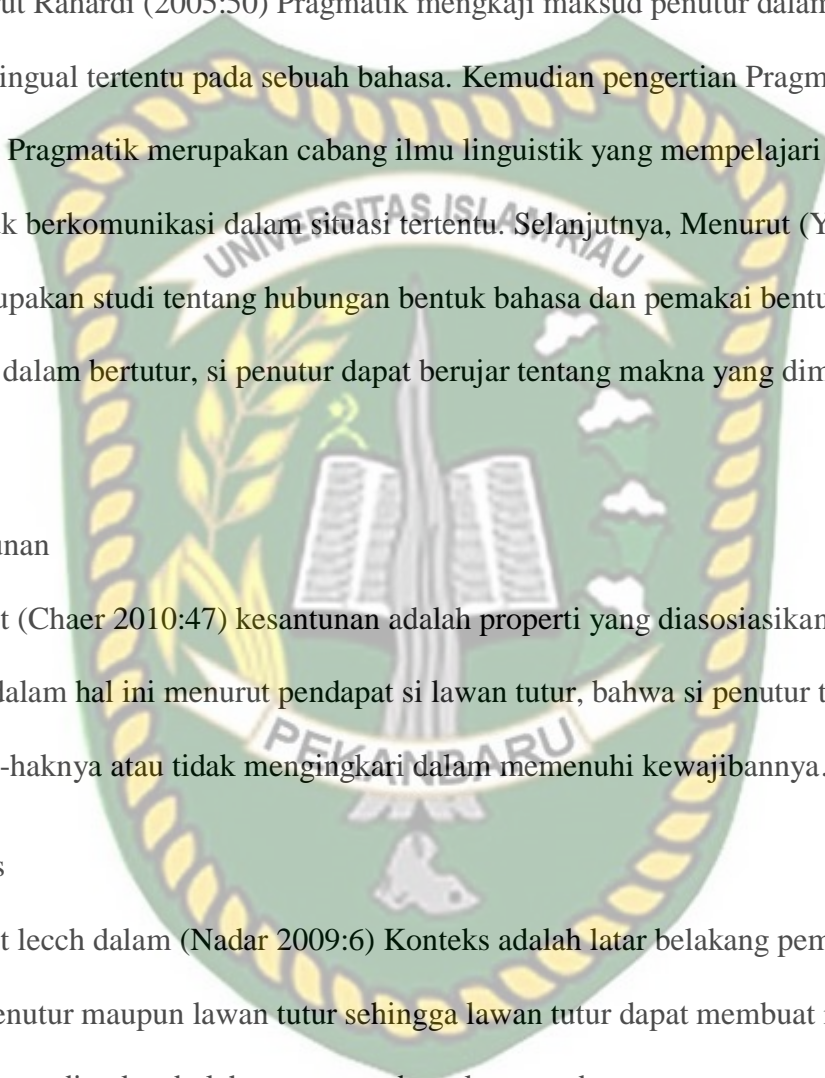 ut Rahardi (2005:50) Pragmatik mengkaji maksud penutur dalam
ingual tertentu pada sebuah bahasa. Kemudian pengertian Pragm
Pragmatik merupakan cabang ilmu linguistik yang mempelajari
UNIVERSITAS ISLAM RIAU
k berkomunikasi dalam situasi tertentu. Selanjutnya, Menurut (Y
upakan studi tentang hubungan bentuk bahasa dan pemakai bentu
dalam bertutur, si penutur dapat berujar tentang makna yang dim
unan
t (Chaer 2010:47) kesantunan adalah properti yang diasosiasikan
dalam hal ini menurut pendapat si lawan tutur, bahwa si penutur t
PEKANBARU
-haknya atau tidak mengingkari dalam memenuhi kewajibannya.
s
t lecch dalam (Nadar 2009:6) Konteks adalah latar belakang pem
enutur maupun lawan tutur sehingga lawan tutur dapat membuat